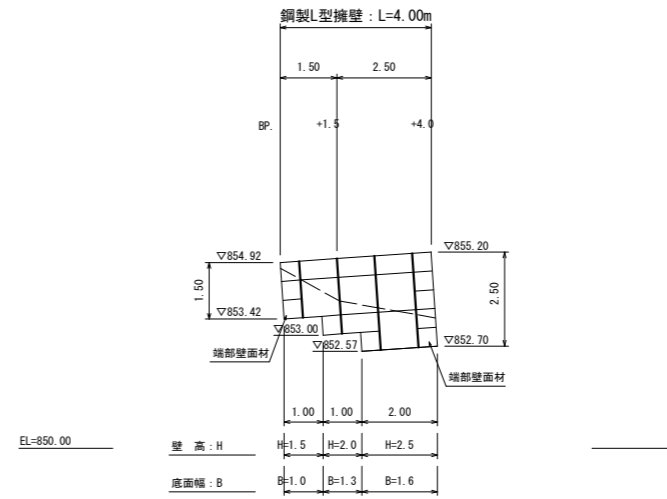 鋼製L型擁壁：L=4.00m
1.50 2.50
BP. +1.5 +4.0
▽854.92 ▽855.20
1.50 2.50
▽853.42
▽853.00
▽852.57 ▽852.70
端部壁面材 端部壁面材
1.00 1.00 2.00
EL=850.00
壁 高：H H=1.5 H=2.0 H=2.5
底面幅：B B=1.0 B=1.3 B=1.6